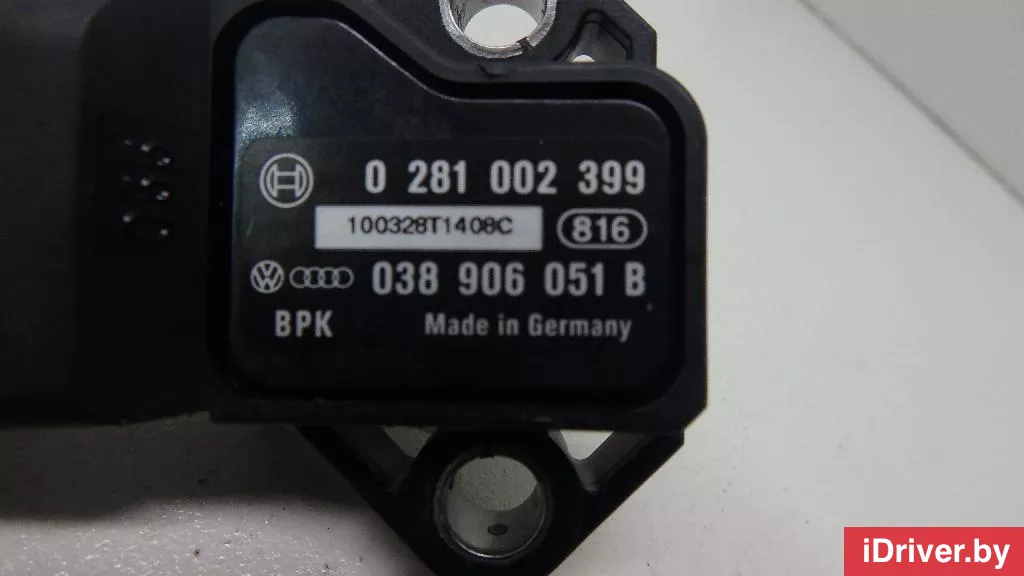 0 281 002 399
100328T1408C
816
038 906 051 B
BPK Made in Germany
iDriver.by